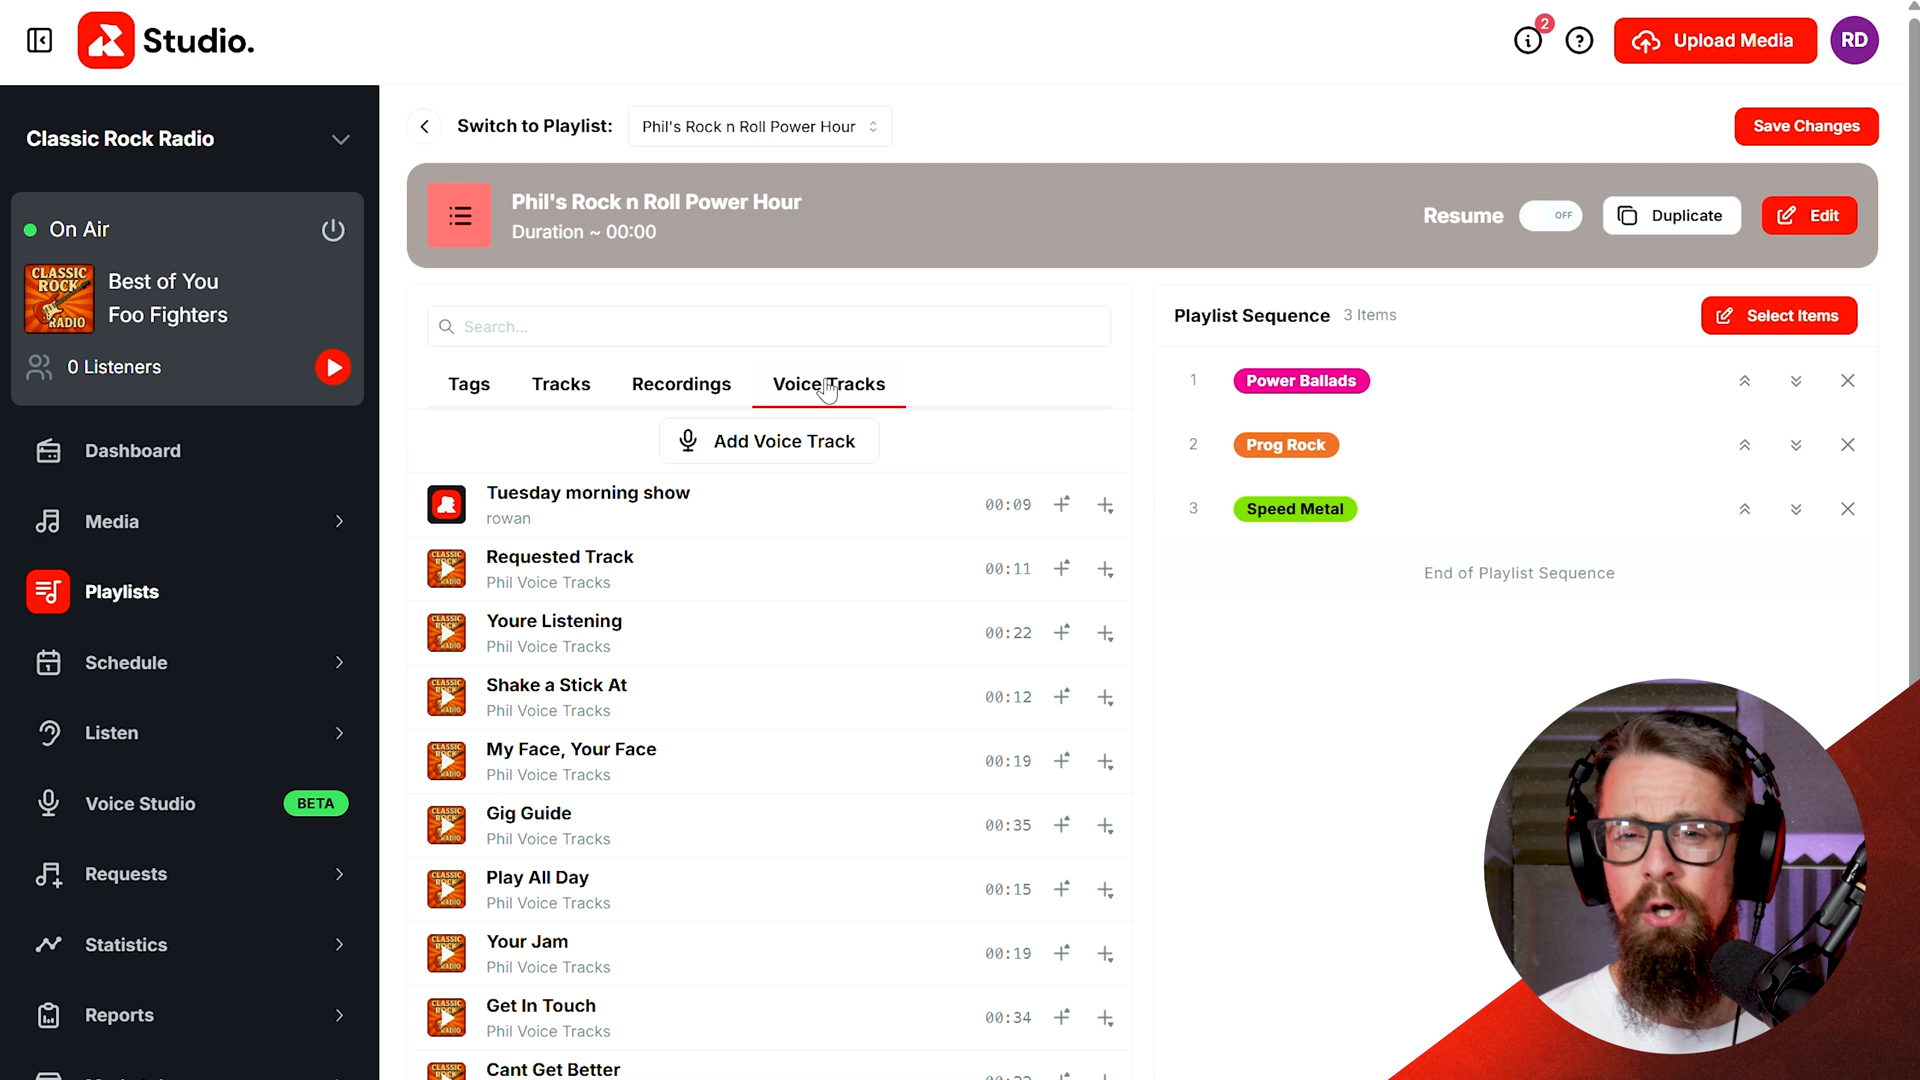 Studio.
2
Upload Media
RD
Classic Rock Radio
On Air
CLASSIC
ROCK
RADIO
Best of You
Foo Fighters
0 Listeners
Dashboard
Media
Playlists
Schedule
Listen
Voice Studio
BETA
Requests
Statistics
Reports
Switch to Playlist:
Phil's Rock n Roll Power Hour
Save Changes
Phil's Rock n Roll Power Hour
Duration ~ 00:00
Resume
OFF
Duplicate
Edit
Search...
Tags
Tracks
Recordings
Voice Tracks
Add Voice Track
Tuesday morning show
rowan
00:09
Requested Track
Phil Voice Tracks
00:11
Youre Listening
Phil Voice Tracks
00:22
Shake a Stick At
Phil Voice Tracks
00:12
My Face, Your Face
Phil Voice Tracks
00:19
Gig Guide
Phil Voice Tracks
00:35
Play All Day
Phil Voice Tracks
00:15
Your Jam
Phil Voice Tracks
00:19
Get In Touch
Phil Voice Tracks
00:34
Cant Get Better
Playlist Sequence
3 Items
Select Items
1
Power Ballads
2
Prog Rock
3
Speed Metal
End of Playlist Sequence